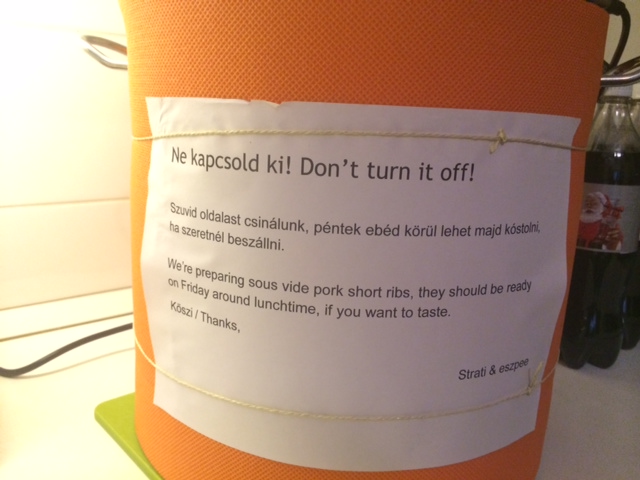 Ne kapcsold ki! Don't turn it off!
Szuvid oldalast csinálunk, péntek ebéd körül lehet majd kóstolni,
ha szeretnél beszállni.
We're preparing sous vide pork short ribs, they should be ready
on Friday around lunchtime, if you want to taste.
Köszi / Thanks,
Strati & eszpee